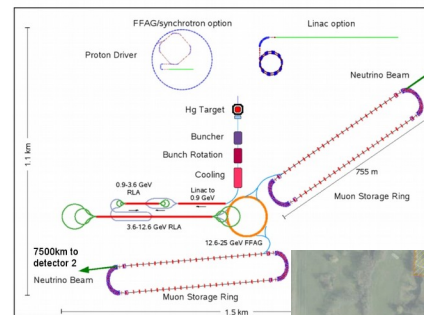 FFAG/synchrotron option
Linac option
Proton Driver
Neutrino Beam
Hg Target
Buncher
Bunch Rotation
Cooling
1.1 km
755 m
0.9-3.6 GeV
RLA
Linac to
0.9 GeV
Muon Storage Ring
3.6-12.6 GeV RLA
12.6-25 GeV FFAG
7500km to
detector 2
Neutrino Beam
Muon Storage Ring
1.5 km